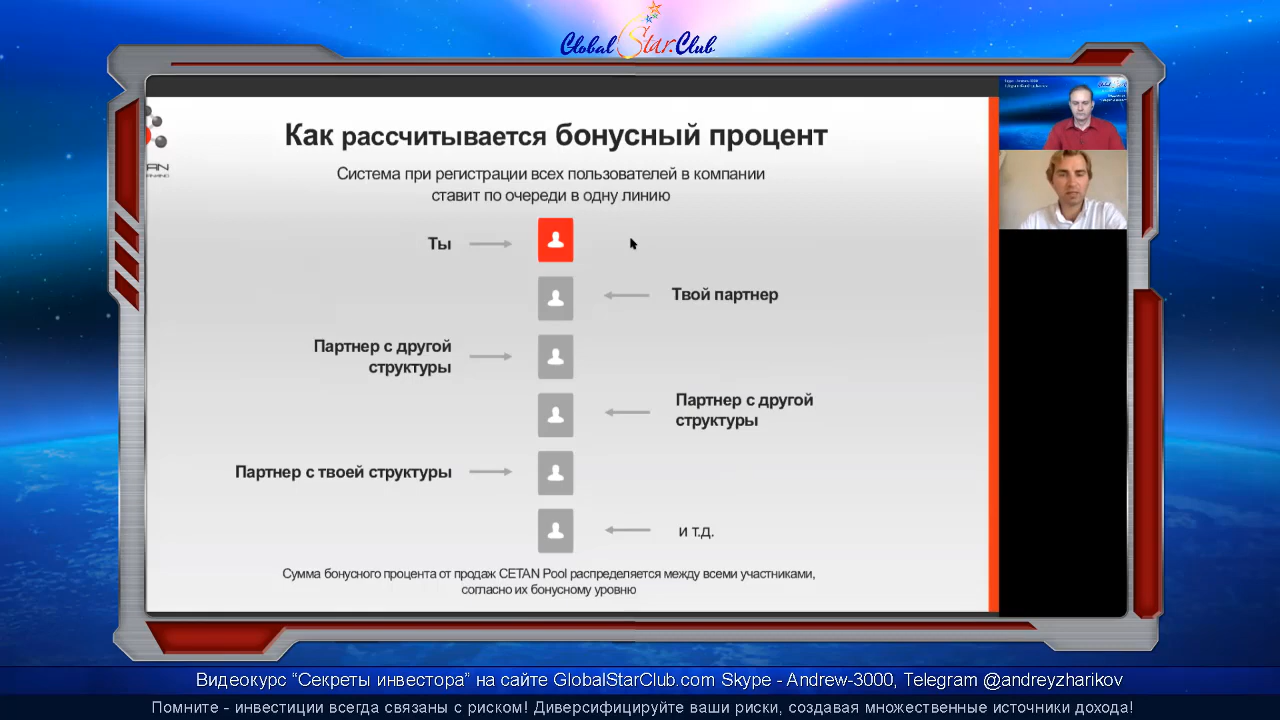 Global Star Club
Как рассчитывается бонусный процент
Система при регистрации всех пользователей в компании
ставит по очереди в одну линию
Ты
Твой партнер
Партнер с другой
структуры
Партнер с другой
структуры
Партнер с твоей структуры
и т.д.
Сумма бонусного процента от продаж CETAN Pool распределяется между всеми участниками,
согласно их бонусному уровню
Видеокурс “Секреты инвестора” на сайте GlobalStarClub.com Skype - Andrew-3000, Telegram @andreyzharikov
Помните - инвестиции всегда связаны с риском! Диверсифицируйте ваши риски, создавая множественные источники дохода!